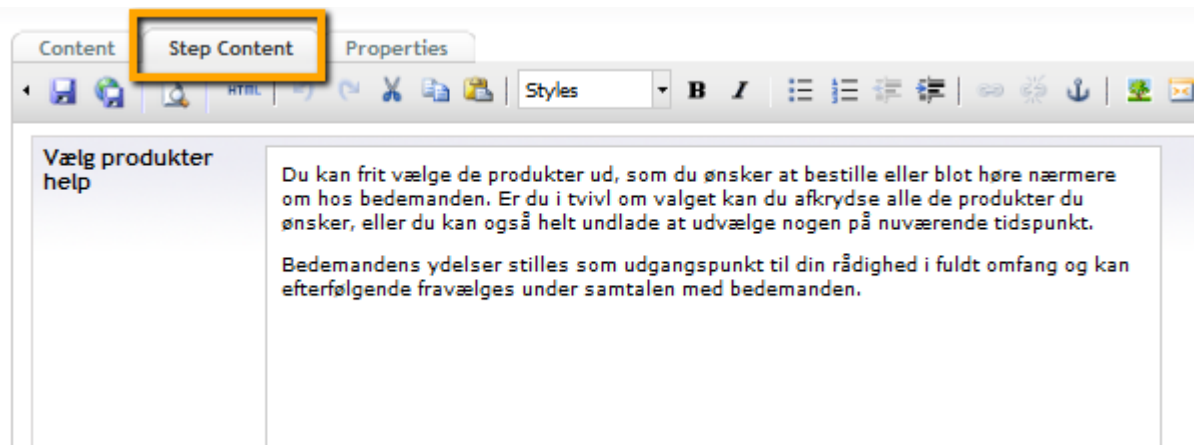 Content Step Content Properties
HTML Styles B I
Vælg produkter
help
Du kan frit vælge de produkter ud, som du ønsker at bestille eller blot høre nærmere
om hos bedemanden. Er du i tvivl om valget kan du afkrydse alle de produkter du
ønsker, eller du kan også helt undlade at udvælge nogen på nuværende tidspunkt.
Bedemandens ydelser stilles som udgangspunkt til din rådighed i fuldt omfang og kan
efterfølgende fravælges under samtalen med bedemanden.